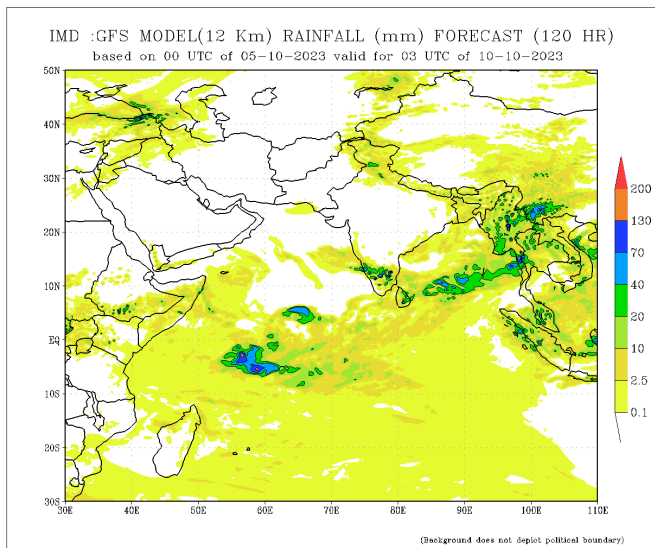 IMD :GFS MODEL(12 Km) RAINFALL (mm) FORECAST (120 HR)
based on 00 UTC of 05-10-2023 valid for 03 UTC of 10-10-2023
50N
40N
30N
20N
10N
EQ
10S
20S
30S
30E 40E 50E 60E 70E 80E 90E 100E 110E
200
130
70
40
20
10
2.5
0.1
(Background does not depict political boundary)